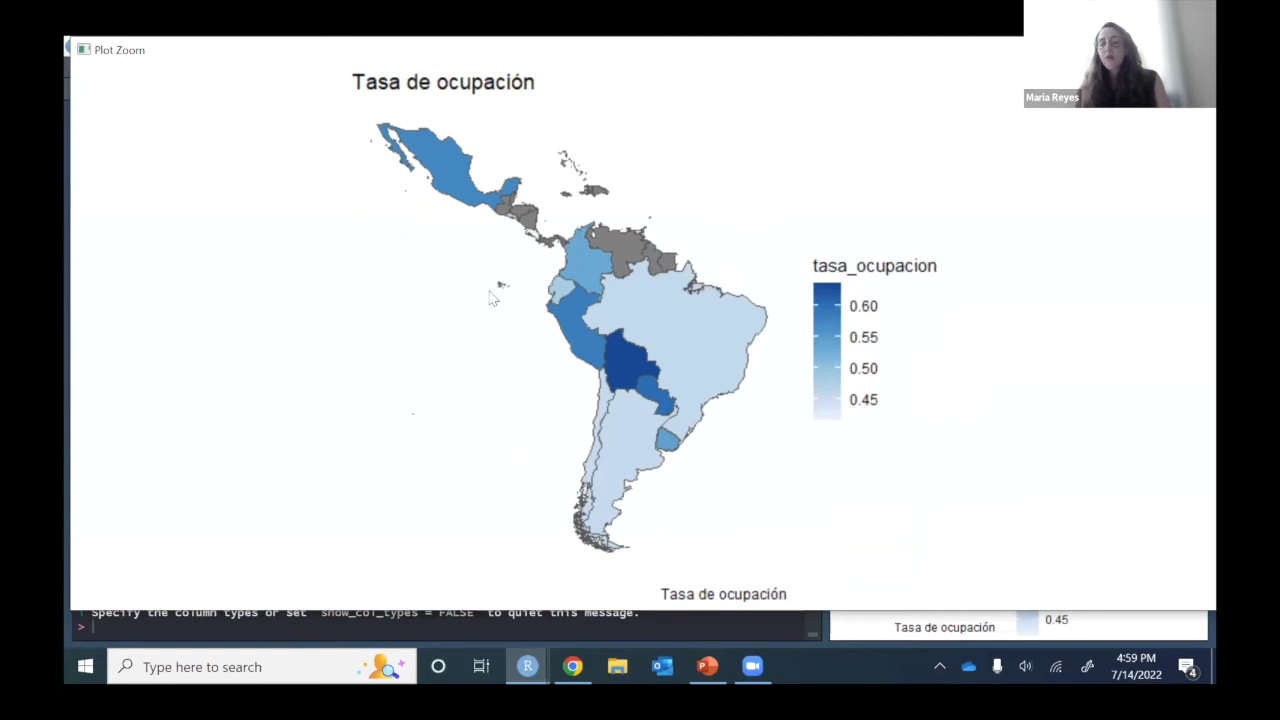 Plot Zoom
Maria Reyes
Tasa de ocupación
tasa_ocupacion
0.60
0.55
0.50
0.45
Tasa de ocupación
Specify the column types or set `show_col_types = FALSE` to quiet this message.
>
0.45
Tasa de ocupación
Type here to search
4:59 PM
7/14/2022
4